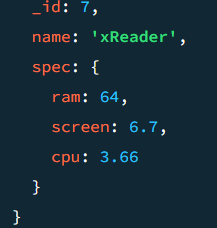 _id: 7,
name: 'xReader',
spec: {
ram: 64,
screen: 6.7,
cpu: 3.66
}
}